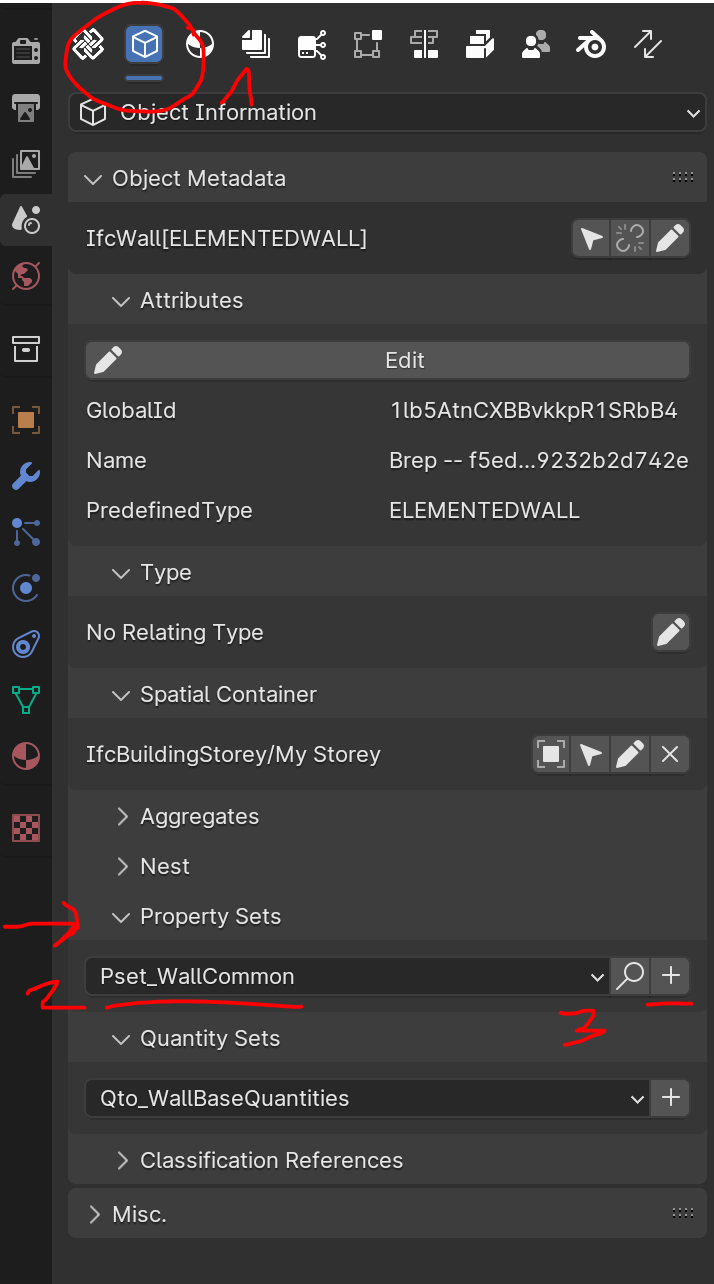 1
Object Information
Object Metadata
IfcWall[ELEMENTEDWALL]
Attributes
Edit
GlobalId 1lb5AtnCXBBvkkpR1SRbB4
Name Brep -- f5ed...9232b2d742e
PredefinedType ELEMENTEDWALL
Type
No Relating Type
Spatial Container
IfcBuildingStorey/My Storey
Aggregates
Nest
Property Sets
Pset_WallCommon
2 3
Quantity Sets
Qto_WallBaseQuantities
Classification References
Misc.